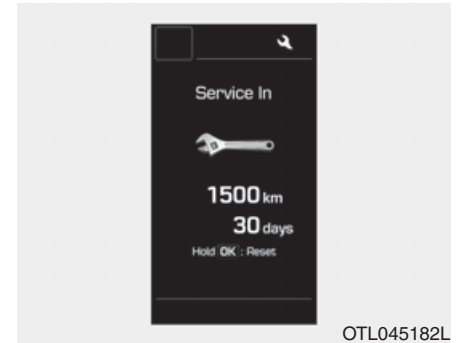 Service In
1500 km
30 days
Hold OK : Reset
OTL045182L